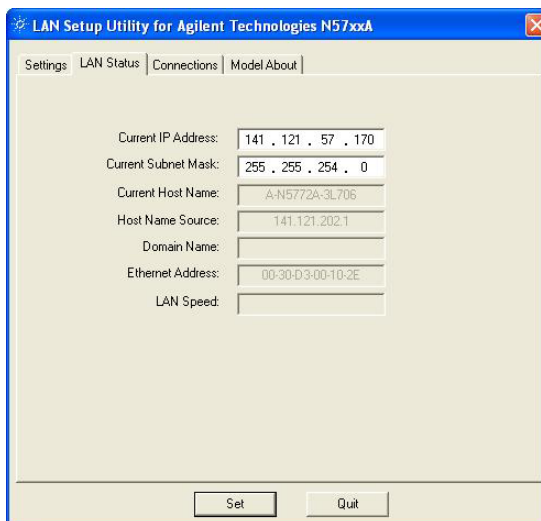 LAN Setup Utility for Agilent Technologies N57xxA
Settings LAN Status Connections Model About
Current IP Address: 141 . 121 . 57 . 170
Current Subnet Mask: 255 . 255 . 254 . 0
Current Host Name: A-N5772A-3L706
Host Name Source: 141.121.202.1
Domain Name:
Ethernet Address: 00-30-D3-00-10-2E
LAN Speed:
Set Quit